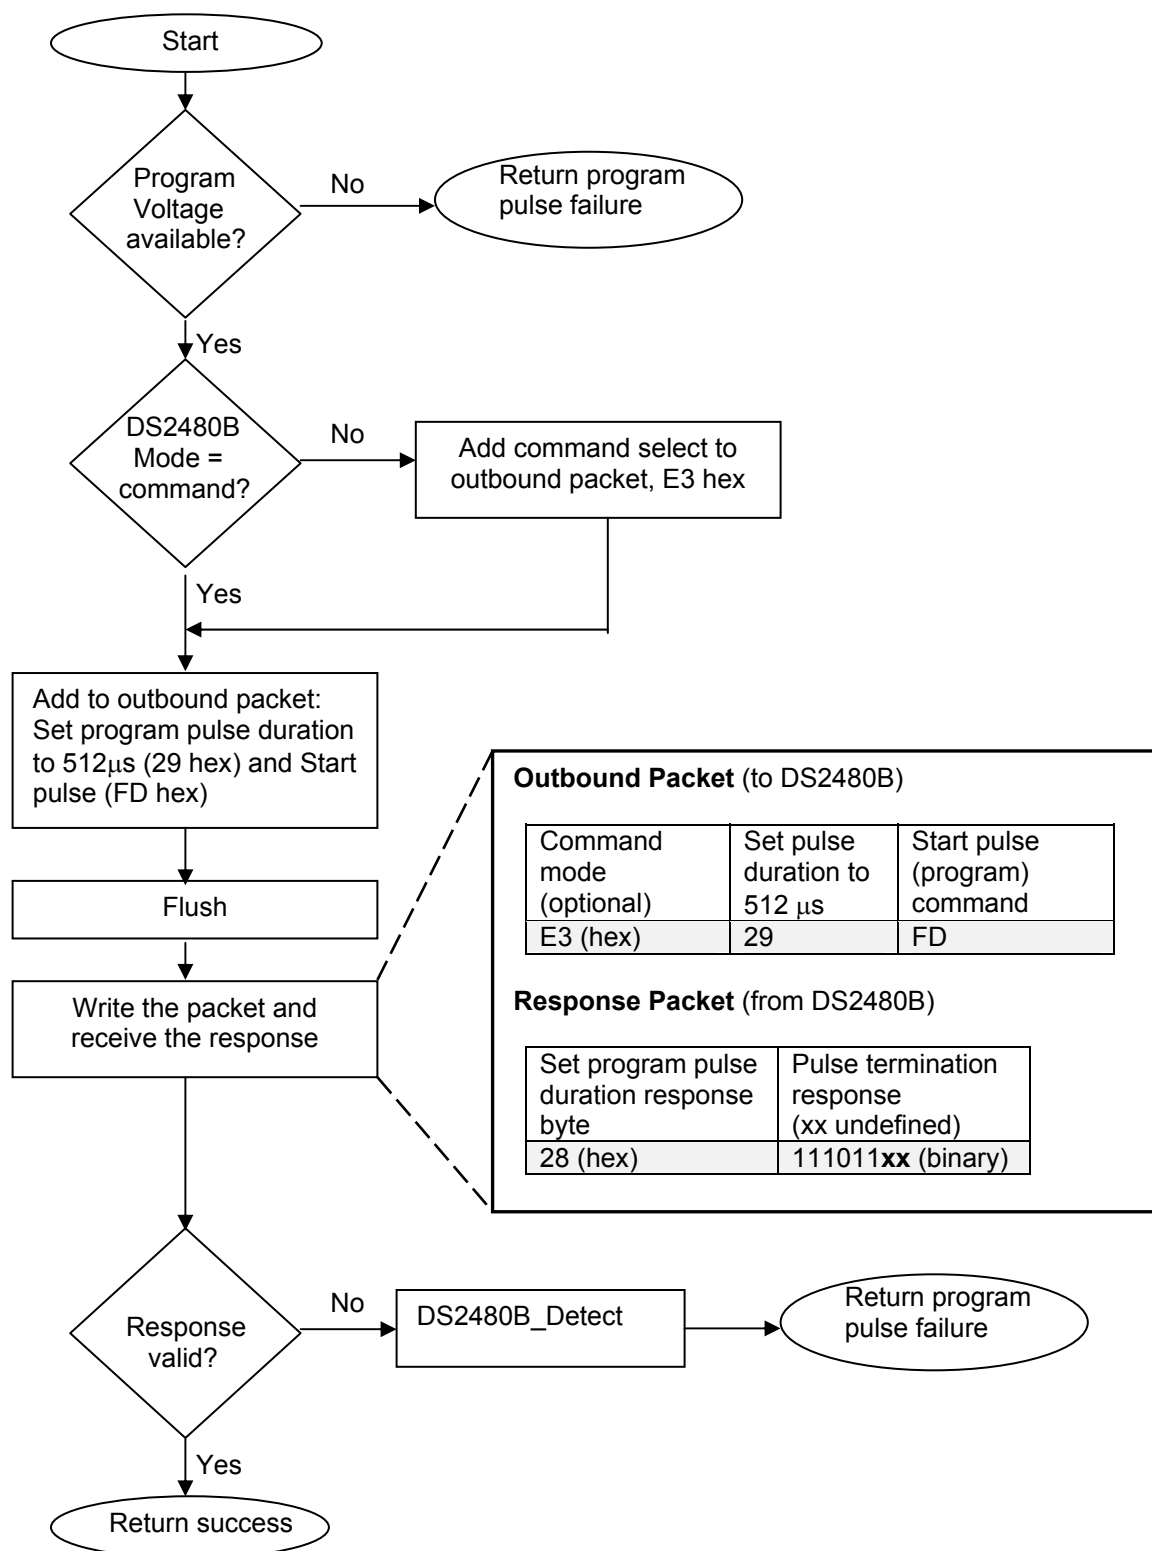 Start
Program
Voltage
available?
No
Return program
pulse failure
Yes
DS2480B
Mode =
command?
No
Add command select to
outbound packet, E3 hex
Yes
Add to outbound packet:
Set program pulse duration
to 512μs (29 hex) and Start
pulse (FD hex)
Flush
Write the packet and
receive the response
Outbound Packet (to DS2480B)
Command
mode
(optional)
Set pulse
duration to
512 μs
Start pulse
(program)
command
E3 (hex)
29
FD
Response Packet (from DS2480B)
Set program pulse
duration response
byte
Pulse termination
response
(xx undefined)
28 (hex)
111011xx (binary)
Response
valid?
No
DS2480B_Detect
Return program
pulse failure
Yes
Return success